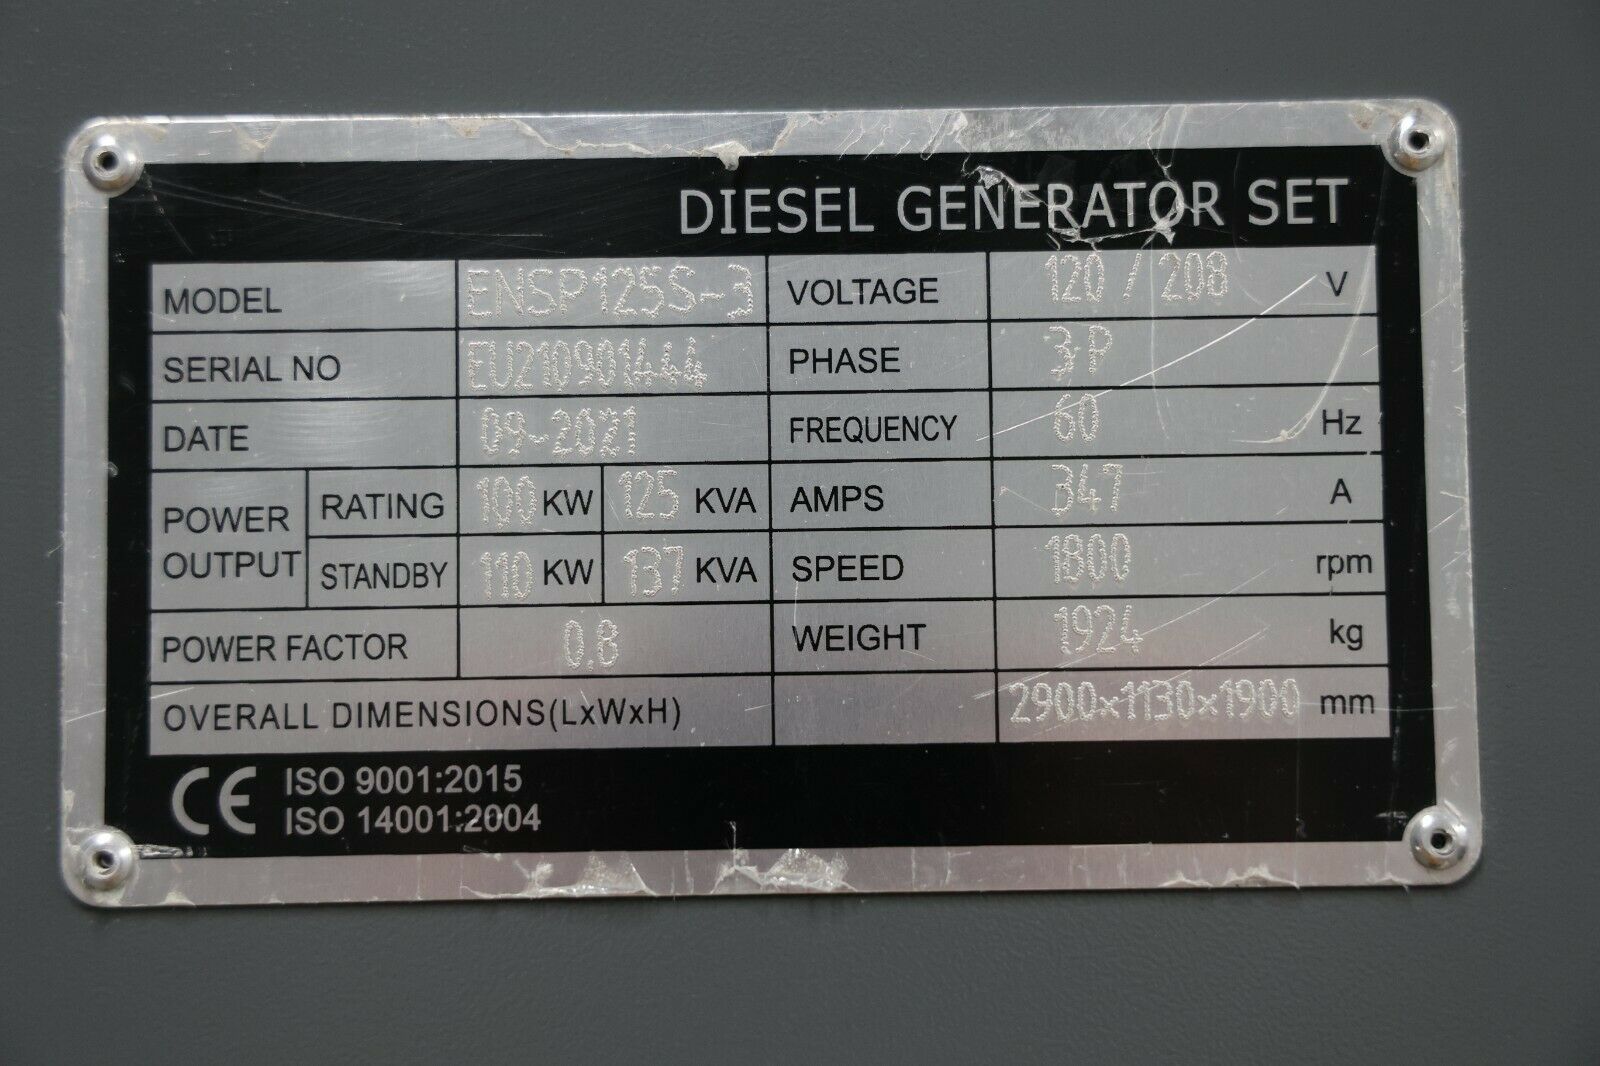 DIESEL GENERATOR SET
MODEL ENSP125S-3 VOLTAGE 120 / 208 V
SERIAL NO EU210901444 PHASE 3 P
DATE 09-2021 FREQUENCY 60 Hz
POWER OUTPUT RATING 100 KW 125 KVA AMPS 347 A
STANDBY 110 KW 137 KVA SPEED 1800 rpm
POWER FACTOR 0.8 WEIGHT 1924 kg
OVERALL DIMENSIONS(LxWxH) 2900x1130x1900 mm
CE ISO 9001:2015
ISO 14001:2004